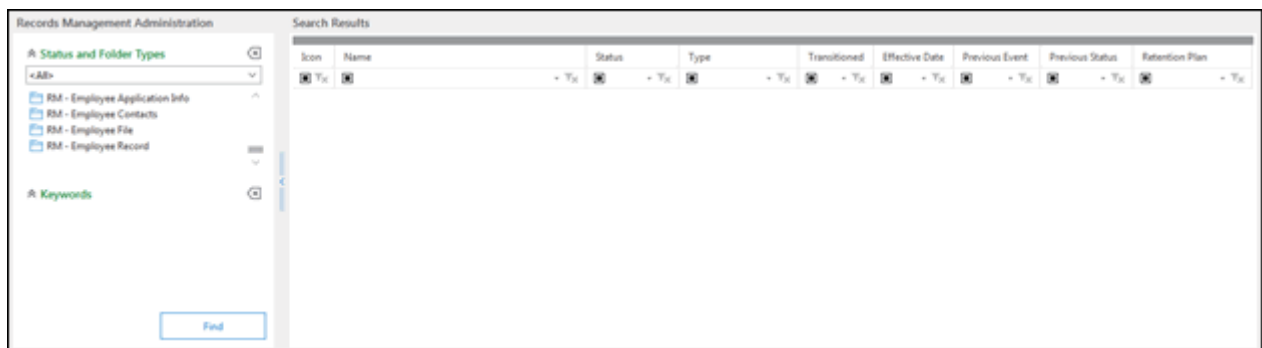 Records Management Administration
Status and Folder Types
<All>
RM - Employee Application Info
RM - Employee Contacts
RM - Employee File
RM - Employee Record
Keywords
Find
Search Results
Icon Name Status Type Transitioned Effective Date Previous Event Previous Status Retention Plan